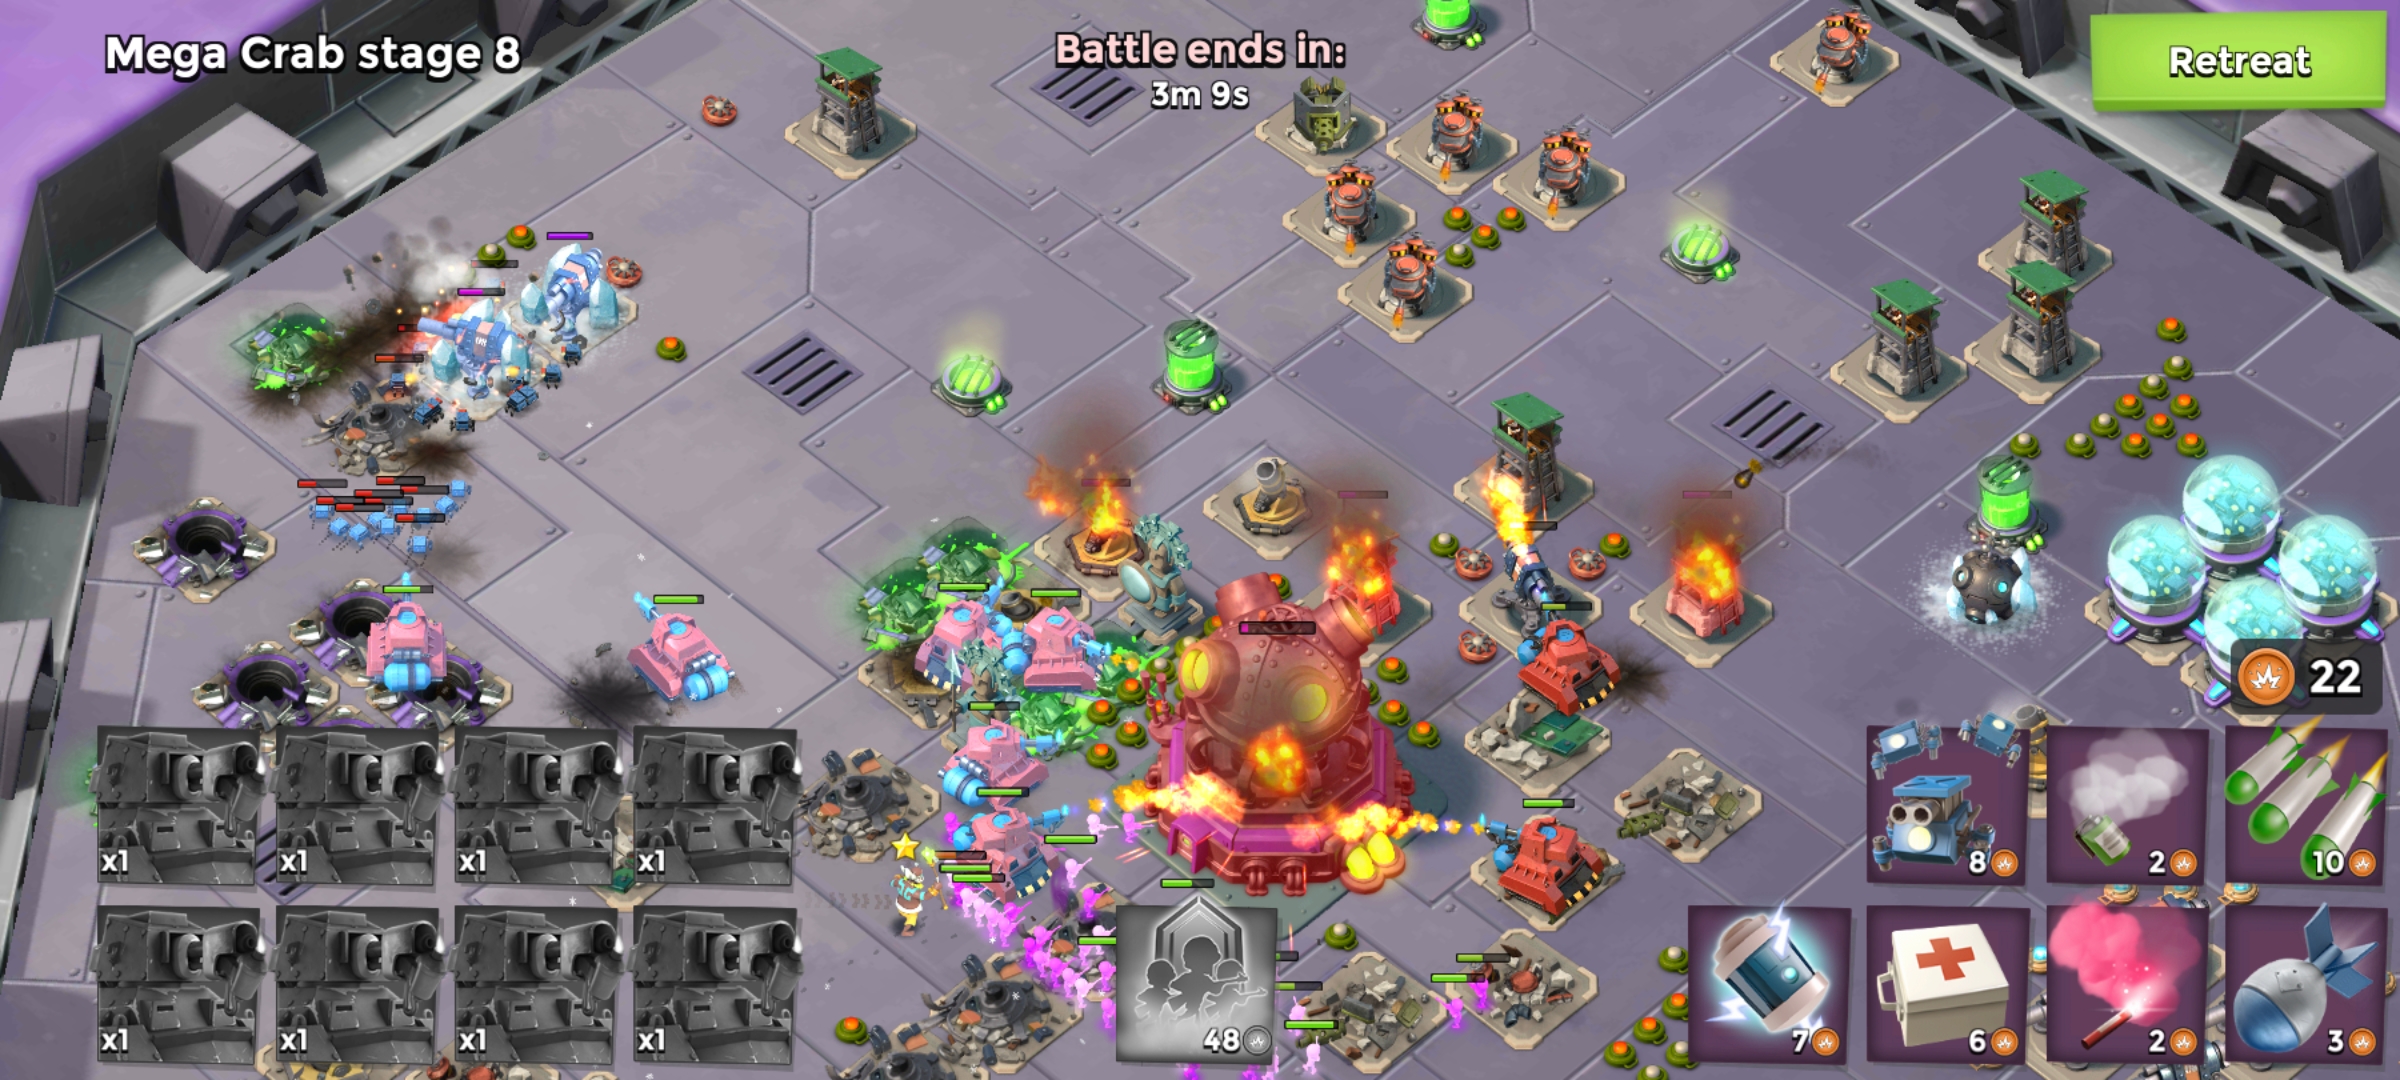 Mega Crab stage 8
Battle ends in:
3m 9s
Retreat
22
x1
x1
x1
x1
8
2
10
x1
x1
x1
x1
48
7
6
2
3